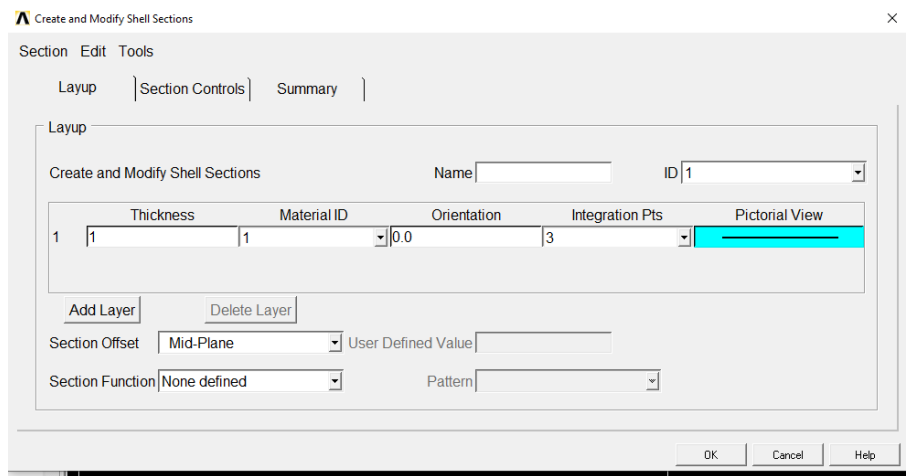 Create and Modify Shell Sections
Section Edit Tools
Layup Section Controls Summary
Layup
Create and Modify Shell Sections Name ID 1
Thickness Material ID Orientation Integration Pts Pictorial View
1 1 1 0.0 3
Add Layer Delete Layer
Section Offset Mid-Plane User Defined Value
Section Function None defined Pattern
OK Cancel Help